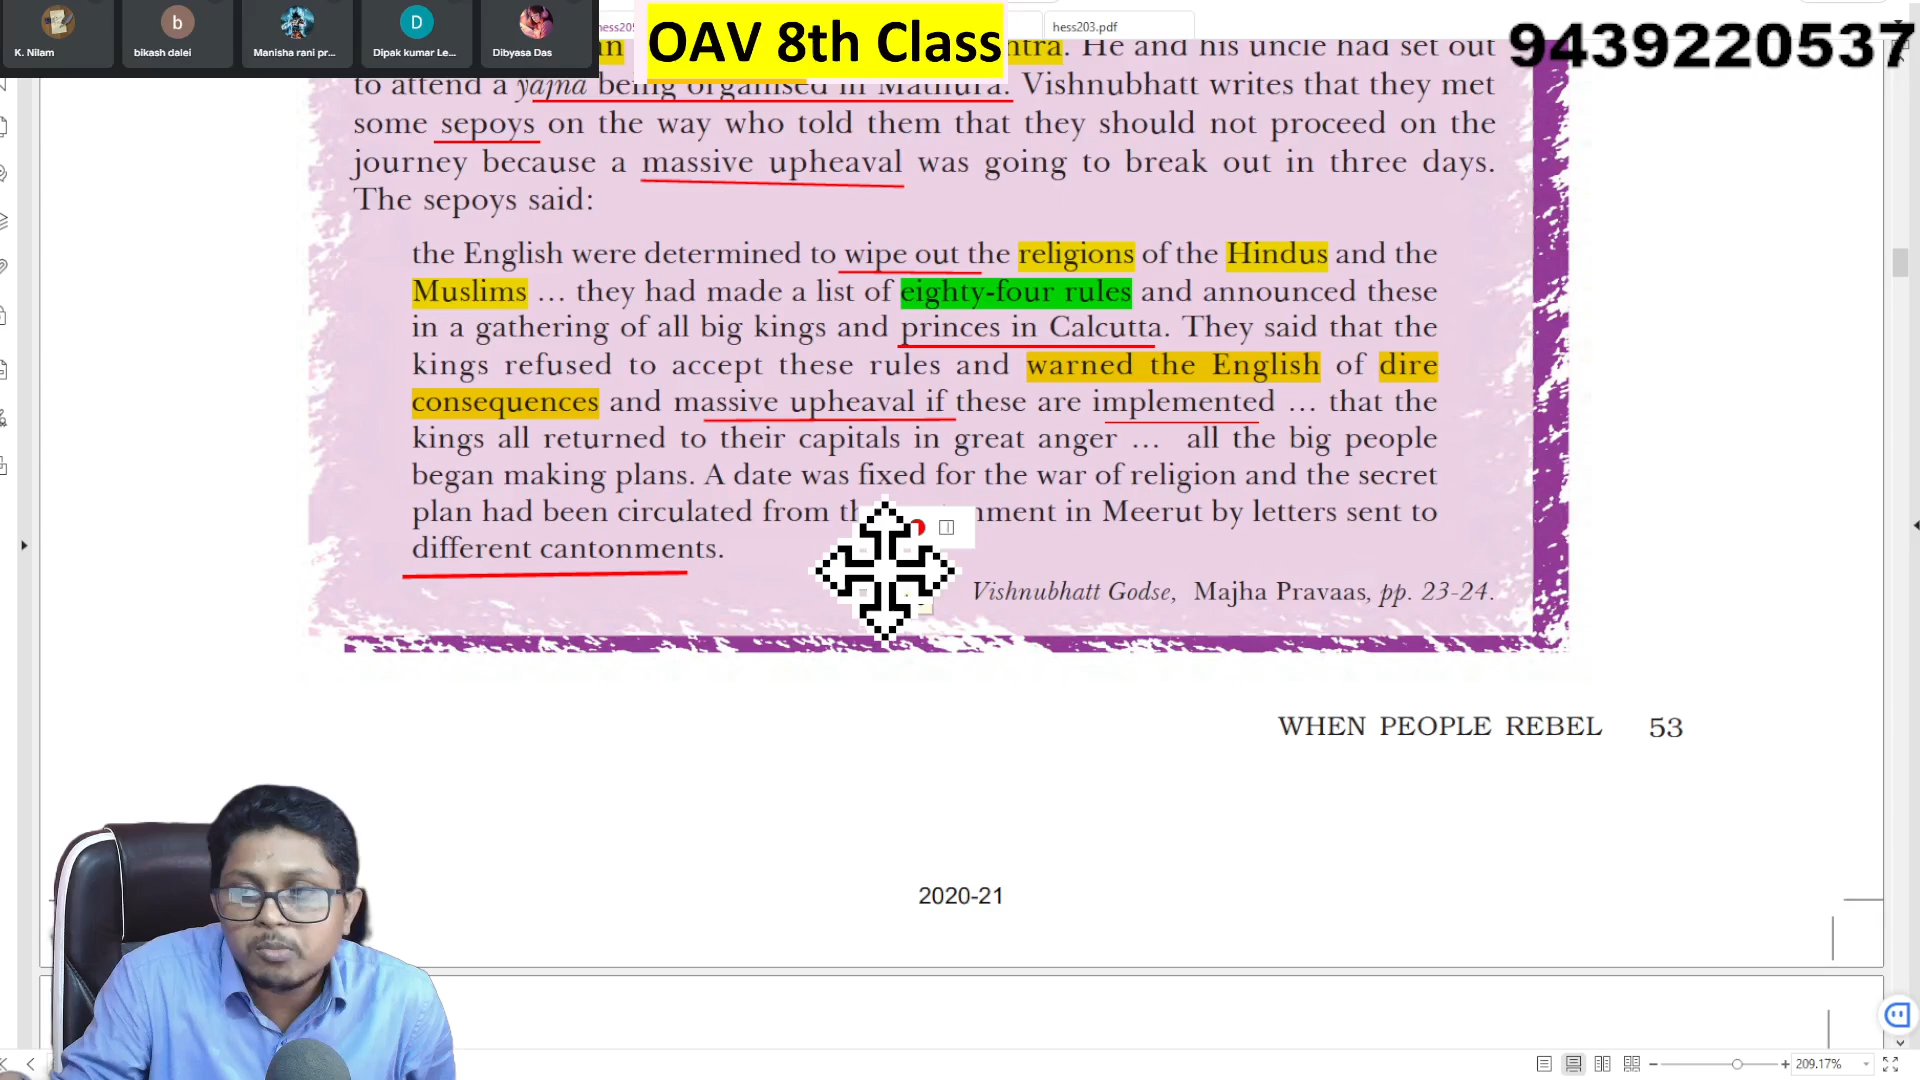 K. Nilam
bikash dalei
Manisha rani pr...
Dipak kumar Le...
Dibyasa Das
OAV 8th Class
hess203.pdf
9439220537
ntra. He and his uncle had set out
to attend a yajna being organised in Mathura. Vishnubhatt writes that they met
some sepoys on the way who told them that they should not proceed on the
journey because a massive upheaval was going to break out in three days.
The sepoys said:
the English were determined to wipe out the religions of the Hindus and the
Muslims ... they had made a list of eighty-four rules and announced these
in a gathering of all big kings and princes in Calcutta. They said that the
kings refused to accept these rules and warned the English of dire
consequences and massive upheaval if these are implemented ... that the
kings all returned to their capitals in great anger ... all the big people
began making plans. A date was fixed for the war of religion and the secret
plan had been circulated from th nment in Meerut by letters sent to
different cantonments.
Vishnubhatt Godse, Majha Pravaas, pp. 23-24.
WHEN PEOPLE REBEL 53
2020-21
209.17%